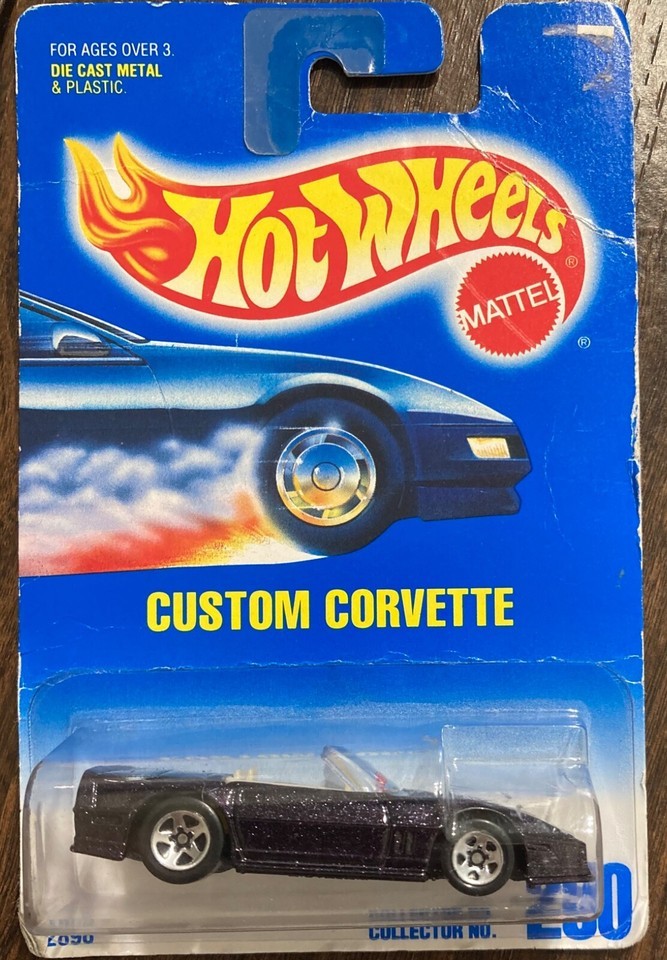 FOR AGES OVER 3.
DIE CAST METAL
& PLASTIC.
HOT WHEELS ®
MATTEL
®
CUSTOM CORVETTE
COLLECTOR NO.